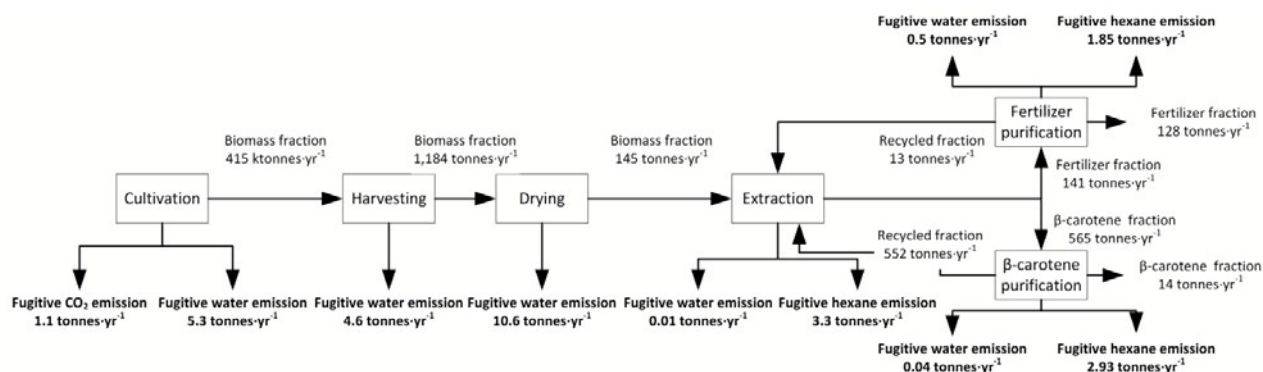 Fugitive water emission
0.5 tonnes·yr⁻¹
Fugitive hexane emission
1.85 tonnes·yr⁻¹
Biomass fraction
415 ktonnes·yr⁻¹
Biomass fraction
1,184 tonnes·yr⁻¹
Biomass fraction
145 tonnes·yr⁻¹
Recycled fraction
13 tonnes·yr⁻¹
Fertilizer
purification
Fertilizer fraction
128 tonnes·yr⁻¹
Fertilizer fraction
141 tonnes·yr⁻¹
Cultivation
Harvesting
Drying
Extraction
β-carotene fraction
565 tonnes·yr⁻¹
Recycled fraction
552 tonnes·yr⁻¹
β-carotene
purification
β-carotene fraction
14 tonnes·yr⁻¹
Fugitive CO₂ emission
1.1 tonnes·yr⁻¹
Fugitive water emission
5.3 tonnes·yr⁻¹
Fugitive water emission
4.6 tonnes·yr⁻¹
Fugitive water emission
10.6 tonnes·yr⁻¹
Fugitive water emission
0.01 tonnes·yr⁻¹
Fugitive hexane emission
3.3 tonnes·yr⁻¹
Fugitive water emission
0.04 tonnes·yr⁻¹
Fugitive hexane emission
2.93 tonnes·yr⁻¹